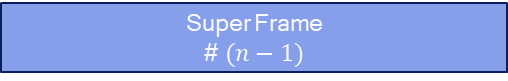 Super Frame
# (n − 1)